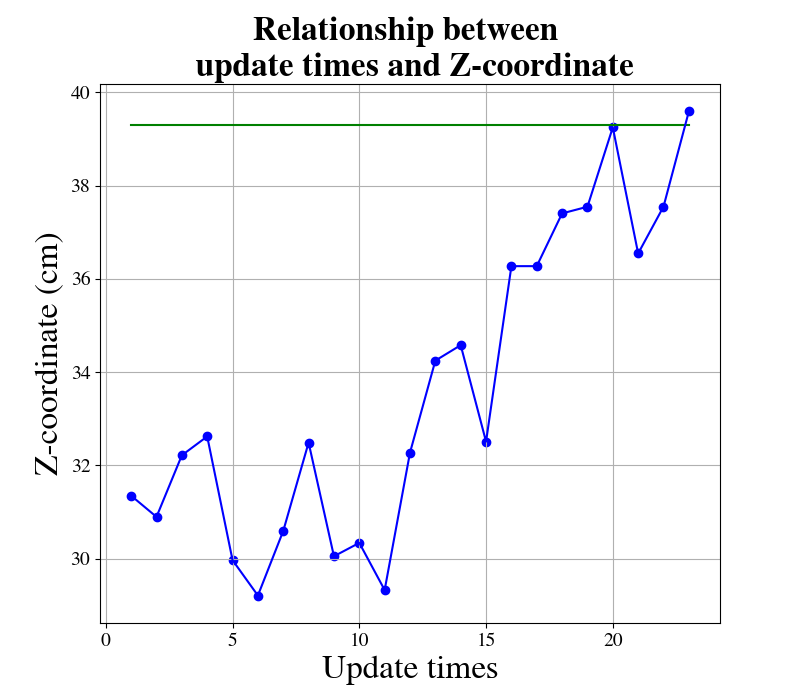 Relationship between
update times and Z-coordinate
40
38
36
34
32
30
Z-coordinate (cm)
0 5 10 15 20
Update times